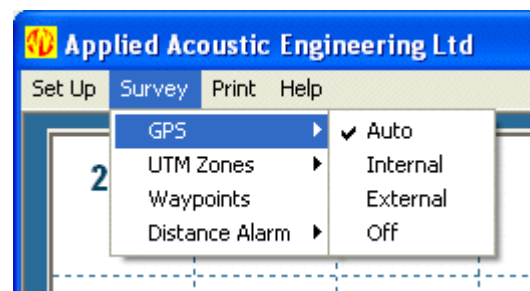 Applied Acoustic Engineering Ltd
Set Up Survey Print Help
GPS
UTM Zones
Waypoints
Distance Alarm
Auto
Internal
External
Off
2